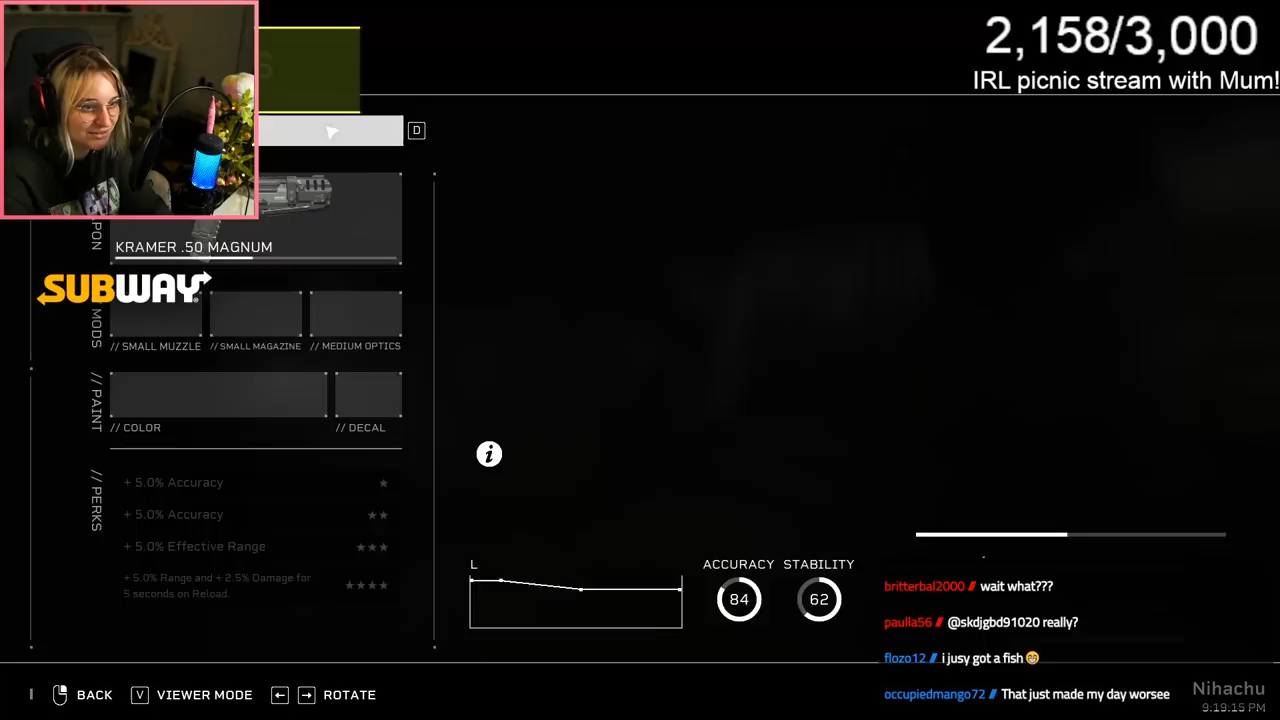 2,158/3,000
IRL picnic stream with Mum!
D
KRAMER .50 MAGNUM
SUBWAY
// MODS
// SMALL MUZZLE
// SMALL MAGAZINE
// MEDIUM OPTICS
// PAINT
// COLOR
// DECAL
// PERKS
+ 5.0% Accuracy
+ 5.0% Accuracy
+ 5.0% Effective Range
+ 5.0% Range and + 2.5% Damage for
5 seconds on Reload.
i
L
ACCURACY
84
STABILITY
62
britterbal2000 // wait what???
paulla56 // @skdjgbd91020 really?
flozo12 // i jusy got a fish 😁
occupiedmango72 // That just made my day worsee
BACK
V VIEWER MODE
← → ROTATE
Nihachu
9:19:15 PM